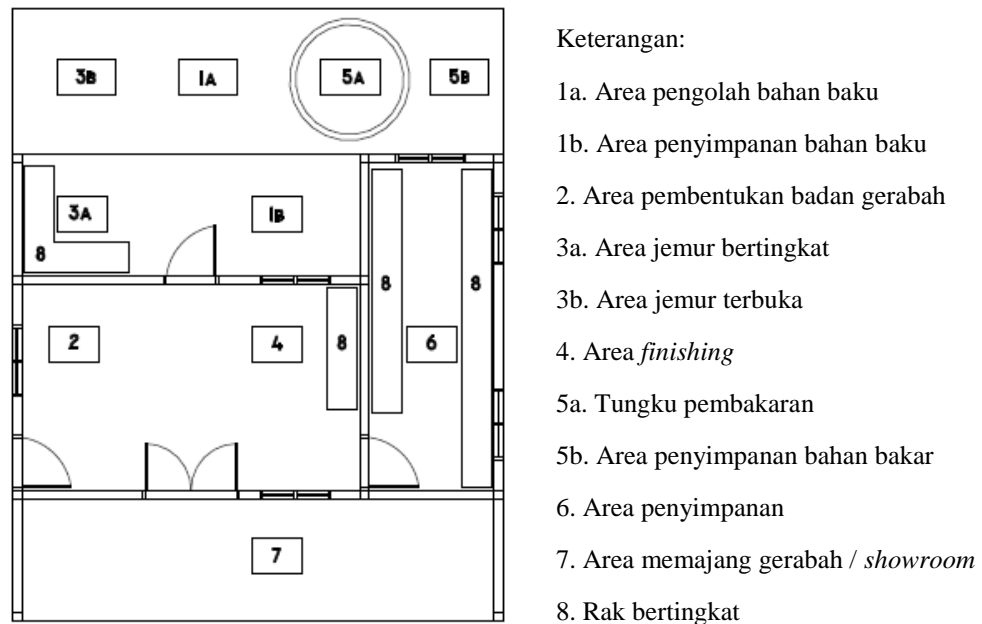 3B 1A 5A 5B
3A 1B
8
8 8
2 4 8 6
7
Keterangan:
1a. Area pengolah bahan baku
1b. Area penyimpanan bahan baku
2. Area pembentukan badan gerabah
3a. Area jemur bertingkat
3b. Area jemur terbuka
4. Area finishing
5a. Tungku pembakaran
5b. Area penyimpanan bahan bakar
6. Area penyimpanan
7. Area memajang gerabah / showroom
8. Rak bertingkat